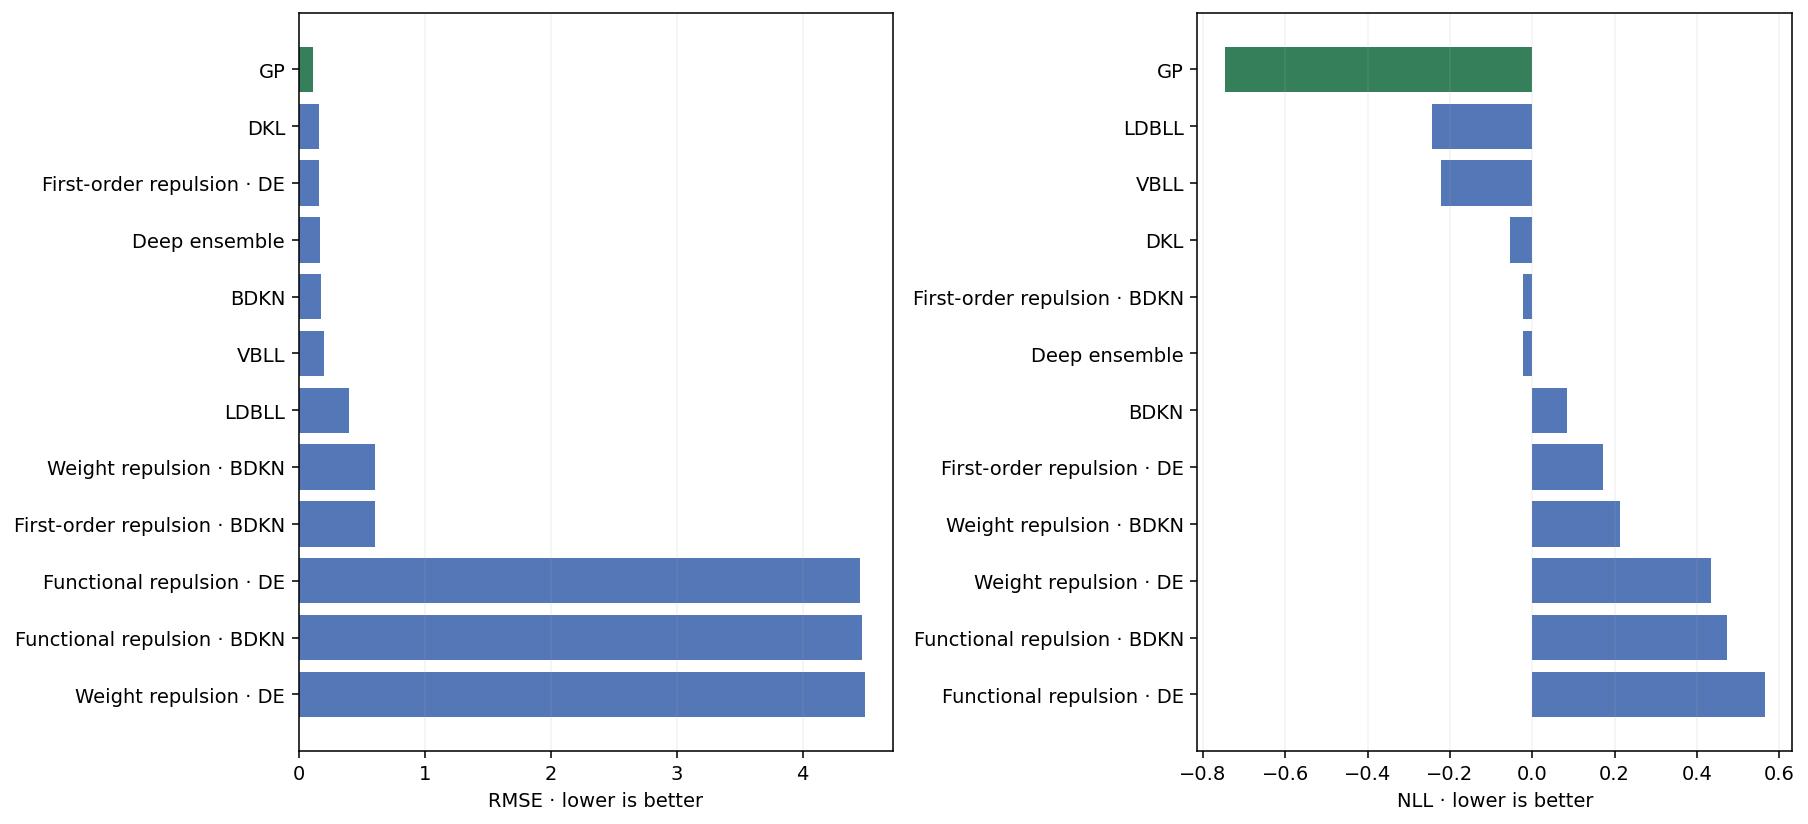 GP
DKL
First-order repulsion · DE
Deep ensemble
BDKN
VBLL
LDBLL
Weight repulsion · BDKN
First-order repulsion · BDKN
Functional repulsion · DE
Functional repulsion · BDKN
Weight repulsion · DE
0 1 2 3 4
RMSE · lower is better
GP
LDBLL
VBLL
DKL
First-order repulsion · BDKN
Deep ensemble
BDKN
First-order repulsion · DE
Weight repulsion · BDKN
Weight repulsion · DE
Functional repulsion · BDKN
Functional repulsion · DE
−0.8 −0.6 −0.4 −0.2 0.0 0.2 0.4 0.6
NLL · lower is better